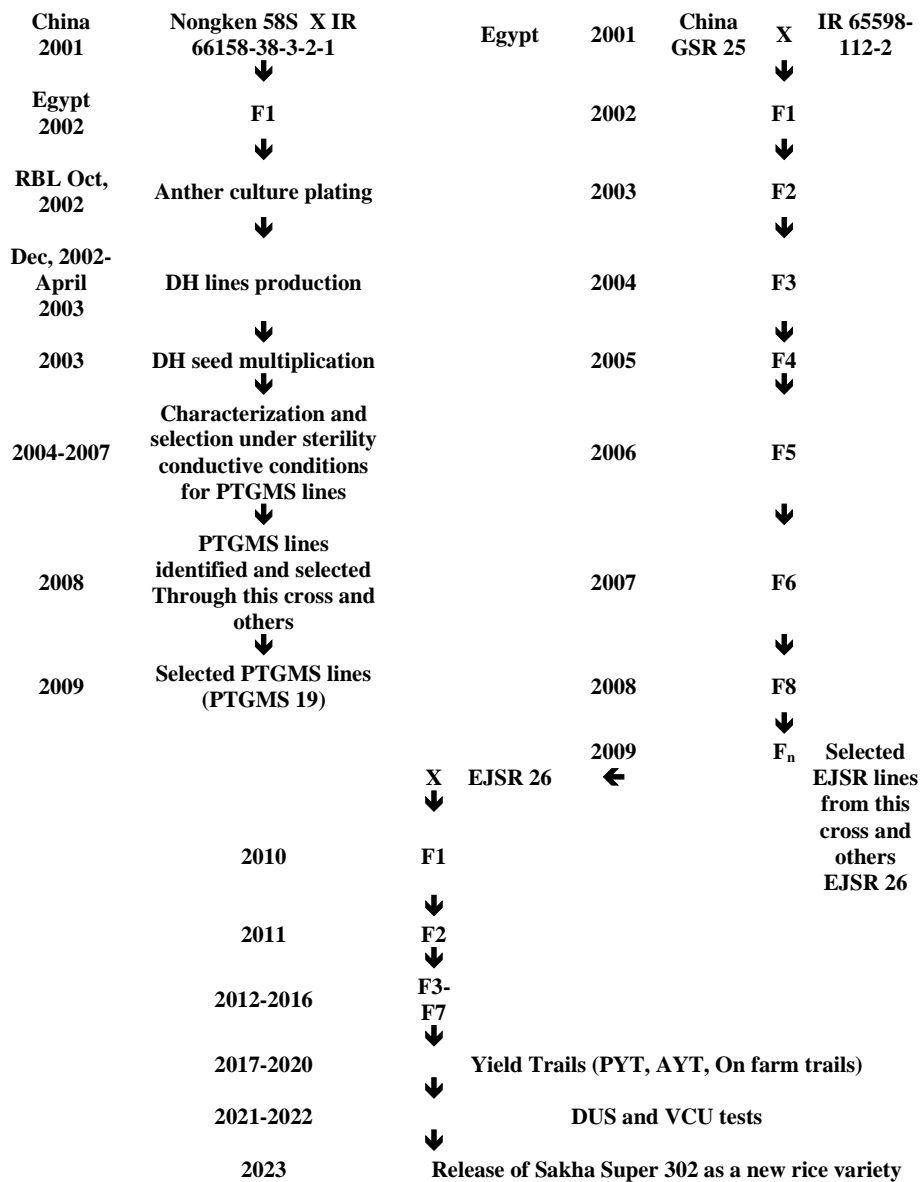 China
2001
Nongken 58S X IR
66158-38-3-2-1
Egypt
2002
F1
RBL Oct,
2002
Anther culture plating
Dec, 2002-
April
2003
DH lines production
2003
DH seed multiplication
2004-2007
Characterization and
selection under sterility
conductive conditions
for PTGMS lines
2008
PTGMS lines
identified and selected
Through this cross and
others
2009
Selected PTGMS lines
(PTGMS 19)
Egypt
2001
China
GSR 25
X
IR 65598-
112-2
2002
F1
2003
F2
2004
F3
2005
F4
2006
F5
2007
F6
2008
F8
2009
Fn
Selected
EJSR lines
from this
cross and
others
EJSR 26
X EJSR 26
2010 F1
2011 F2
2012-2016
F3-
F7
2017-2020 Yield Trails (PYT, AYT, On farm trails)
2021-2022 DUS and VCU tests
2023 Release of Sakha Super 302 as a new rice variety